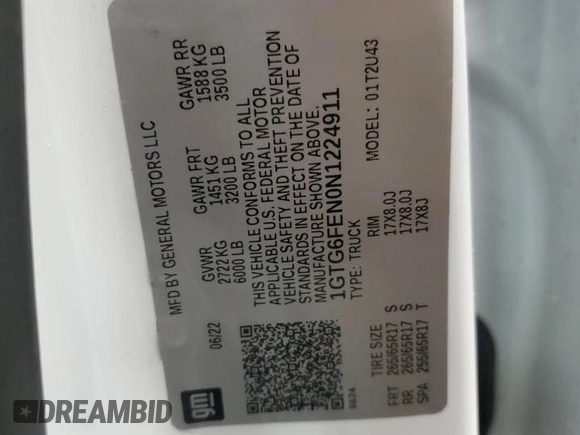 MFD BY GENERAL MOTORS LLC
06/22 GVWR GAWR FRT GAWR RR
2722 KG 1451 KG 1588 KG
6000 LB 3200 LB 3500 LB
THIS VEHICLE CONFORMS TO ALL
APPLICABLE U.S. FEDERAL MOTOR
VEHICLE SAFETY AND THEFT PREVENTION
STANDARDS IN EFFECT ON THE DATE OF
MANUFACTURE SHOWN ABOVE.
1GTG6FEN0N1224911
TYPE: TRUCK MODEL: 01T2U43
TIRE SIZE RIM
FRT 265/65R17 S 17X8.0J
RR 265/65R17 S 17X8.0J
SPA 255/65R17 T 17X8J
gm
8624
DREAMBID